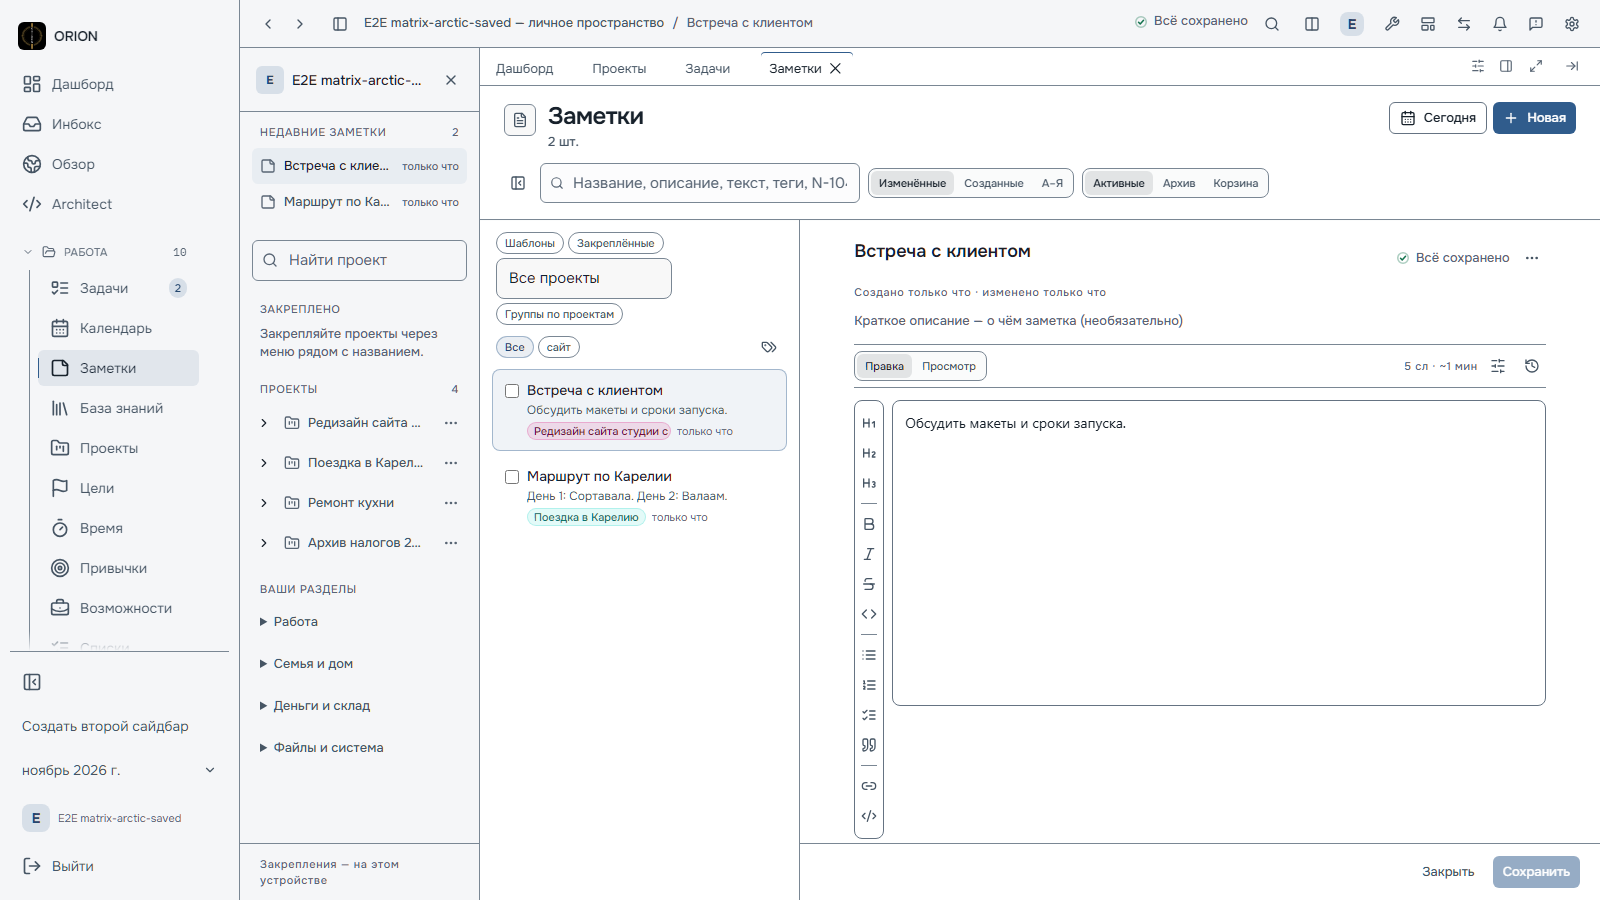 ORION
Дашборд
Инбокс
Обзор
Architect
РАБОТА 10
Задачи 2
Календарь
Заметки
База знаний
Проекты
Цели
Время
Привычки
Возможности
Списки
Создать второй сайдбар
ноябрь 2026 г.
E E2E matrix-arctic-saved
Выйти
E2E matrix-arctic-saved — личное пространство / Встреча с клиентом
Всё сохранено
E
E E2E matrix-arctic-...
НЕДАВНИЕ ЗАМЕТКИ 2
Встреча с клие... только что
Маршрут по Ка... только что
Найти проект
ЗАКРЕПЛЕНО
Закрепляйте проекты через
меню рядом с названием.
ПРОЕКТЫ 4
Редизайн сайта ...
Поездка в Карел...
Ремонт кухни
Архив налогов 2...
ВАШИ РАЗДЕЛЫ
Работа
Семья и дом
Деньги и склад
Файлы и система
Закрепления — на этом
устройстве
Дашборд Проекты Задачи Заметки
Заметки
2 шт.
Сегодня
Новая
Название, описание, текст, теги, N-10
Изменённые Созданные А–Я
Активные Архив Корзина
Шаблоны Закреплённые
Все проекты
Группы по проектам
Все сайт
Встреча с клиентом
Обсудить макеты и сроки запуска.
Редизайн сайта студии с только что
Маршрут по Карелии
День 1: Сортавала. День 2: Валаам.
Поездка в Карелию только что
Встреча с клиентом
Всё сохранено
Создано только что · изменено только что
Краткое описание — о чём заметка (необязательно)
Правка Просмотр
5 сл · ~1 мин
H1
H2
H3
Обсудить макеты и сроки запуска.
Закрыть
Сохранить